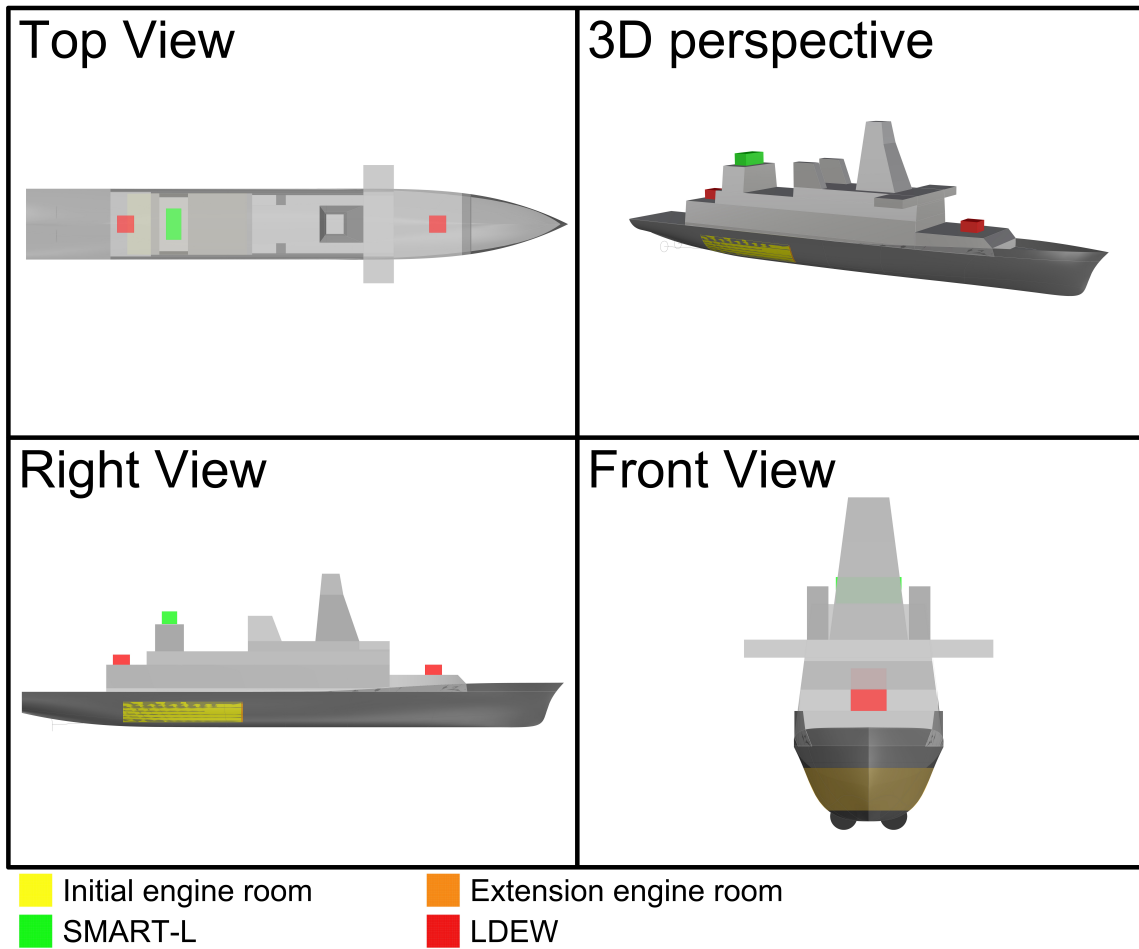 Top View
3D perspective
Right View
Front View
Initial engine room
Extension engine room
SMART-L
LDEW